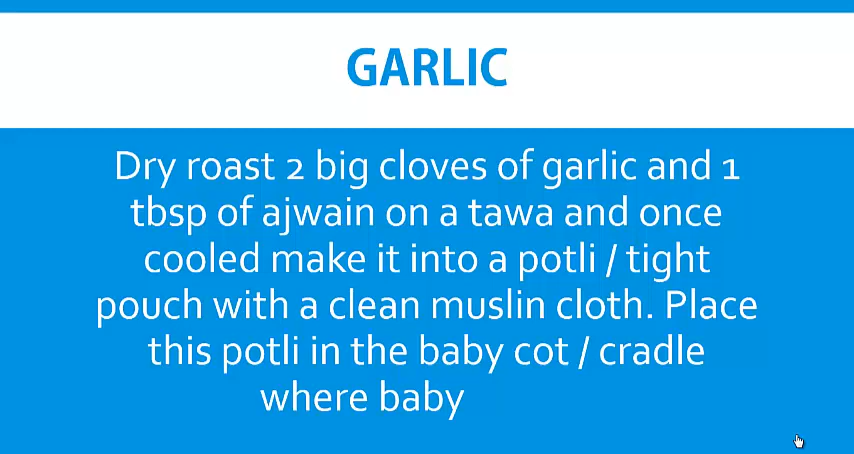 GARLIC
Dry roast 2 big cloves of garlic and 1
tbsp of ajwain on a tawa and once
cooled make it into a potli / tight
pouch with a clean muslin cloth. Place
this potli in the baby cot / cradle
where baby